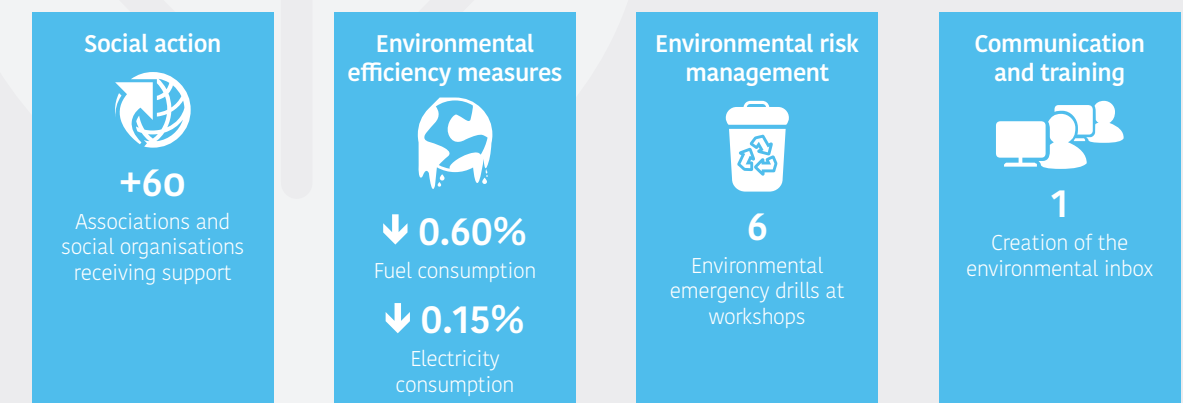 Social action
+60
Associations and
social organisations
receiving support
Environmental
efficiency measures
↓ 0.60%
Fuel consumption
↓ 0.15%
Electricity
consumption
Environmental risk
management
6
Environmental
emergency drills at
workshops
Communication
and training
1
Creation of the
environmental inbox